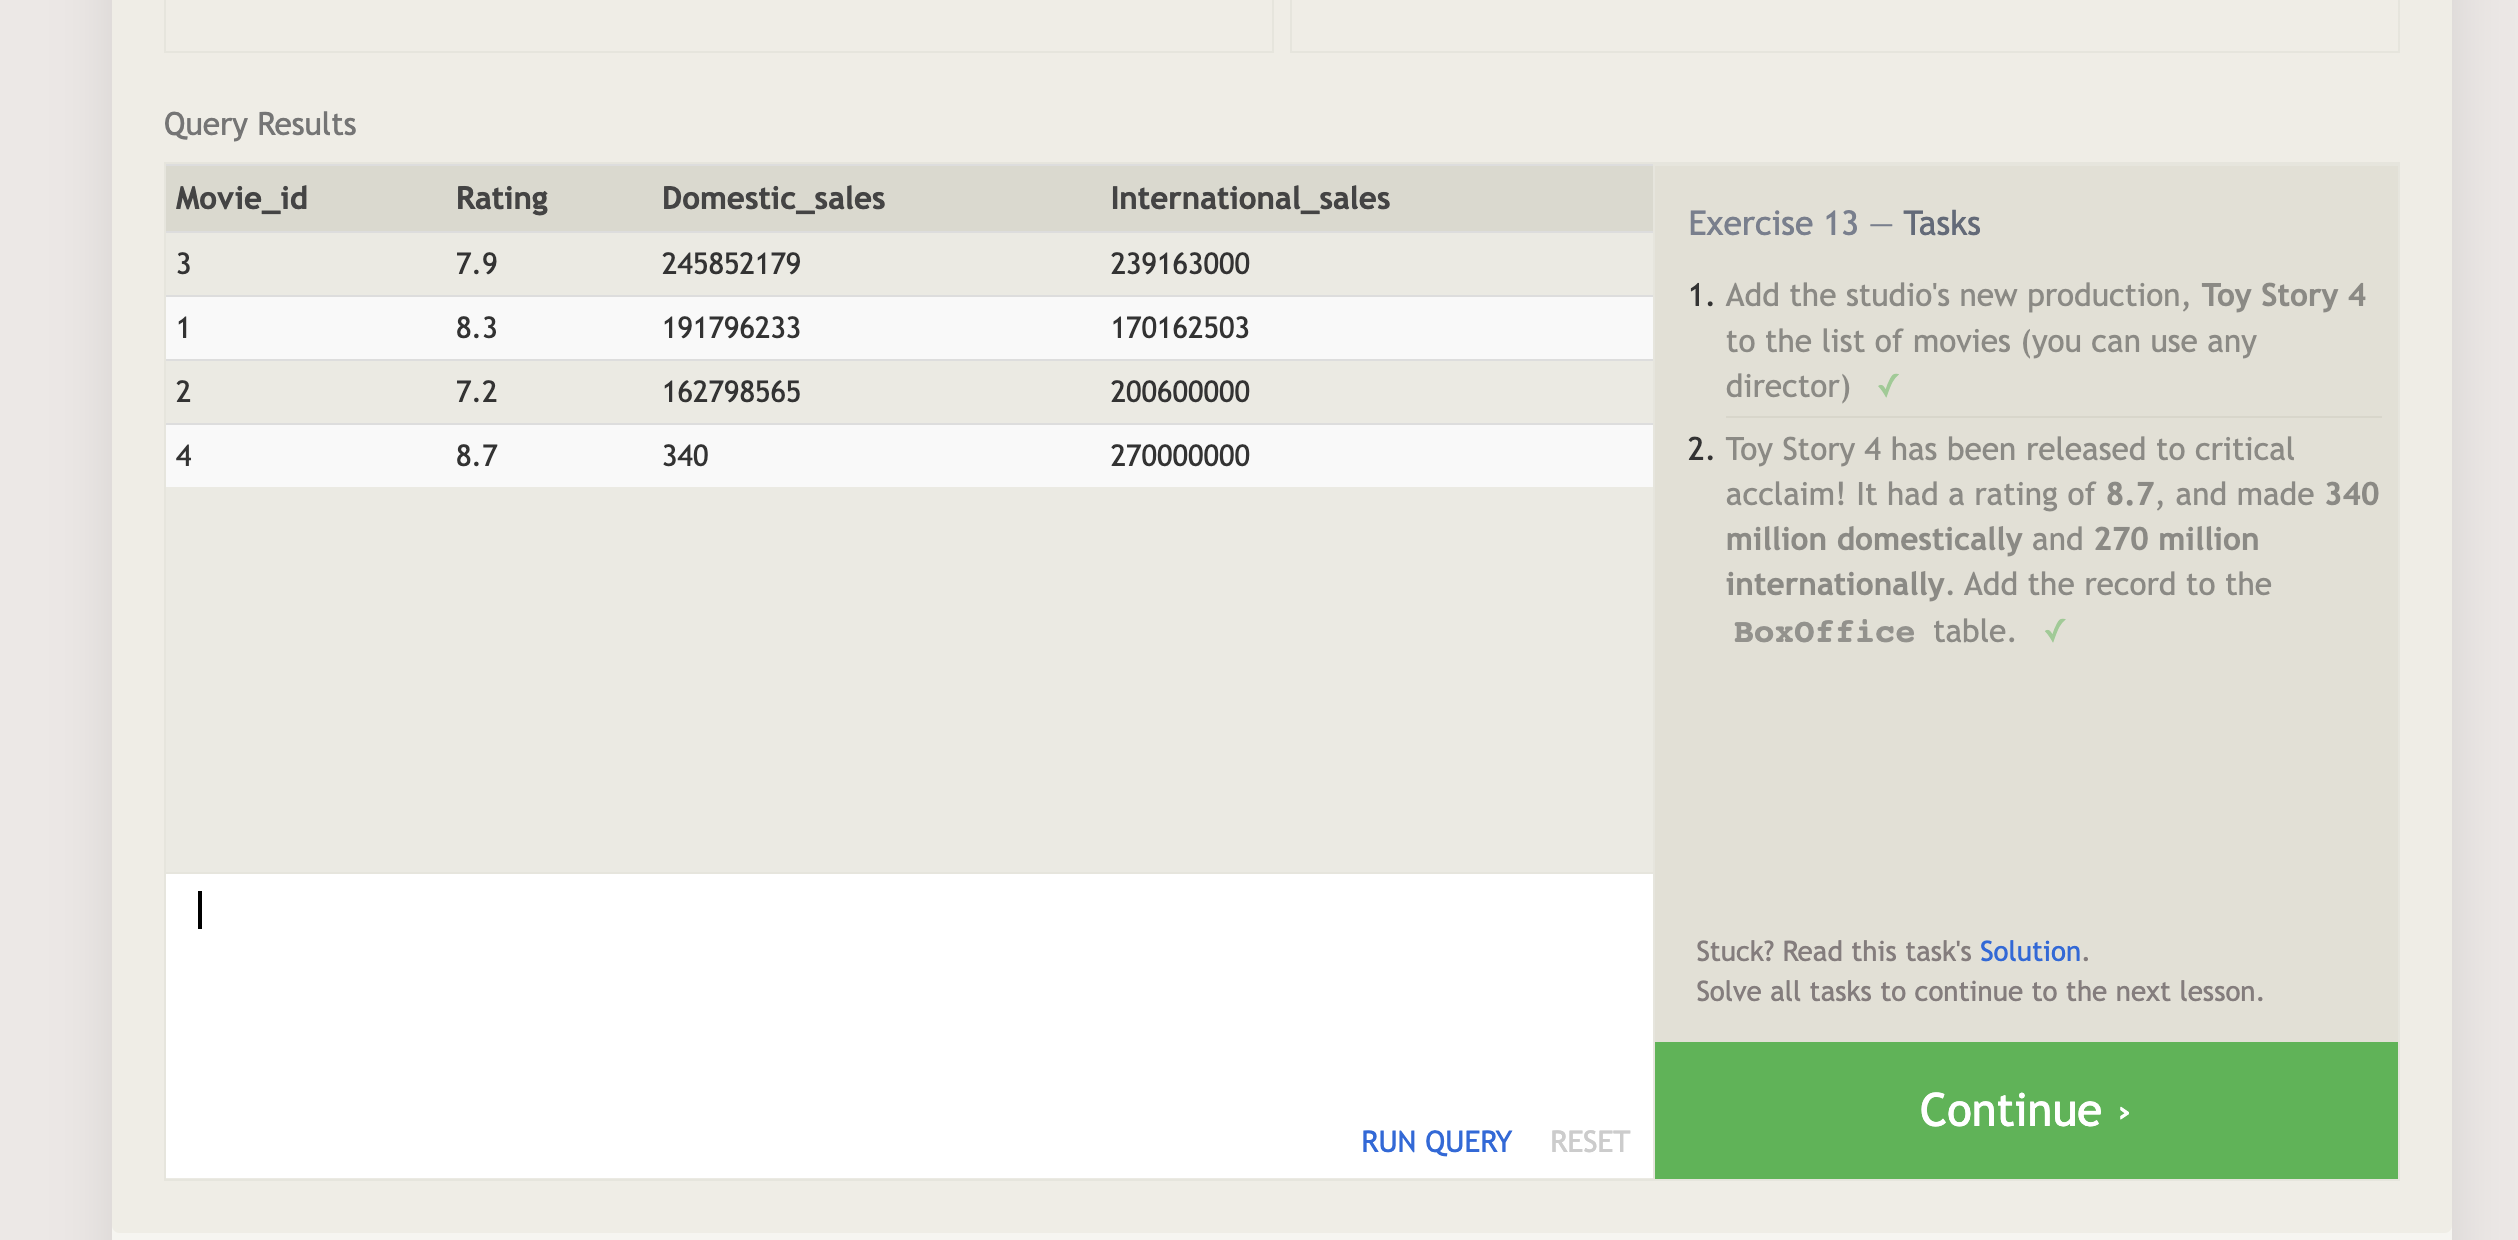 Query Results
Movie_id Rating Domestic_sales International_sales
3 7.9 245852179 239163000
1 8.3 191796233 170162503
2 7.2 162798565 200600000
4 8.7 340 270000000
RUN QUERY RESET
Exercise 13 — Tasks
1. Add the studio's new production, Toy Story 4
to the list of movies (you can use any
director) ✓
2. Toy Story 4 has been released to critical
acclaim! It had a rating of 8.7, and made 340
million domestically and 270 million
internationally. Add the record to the
BoxOffice table. ✓
Stuck? Read this task's Solution.
Solve all tasks to continue to the next lesson.
Continue ›